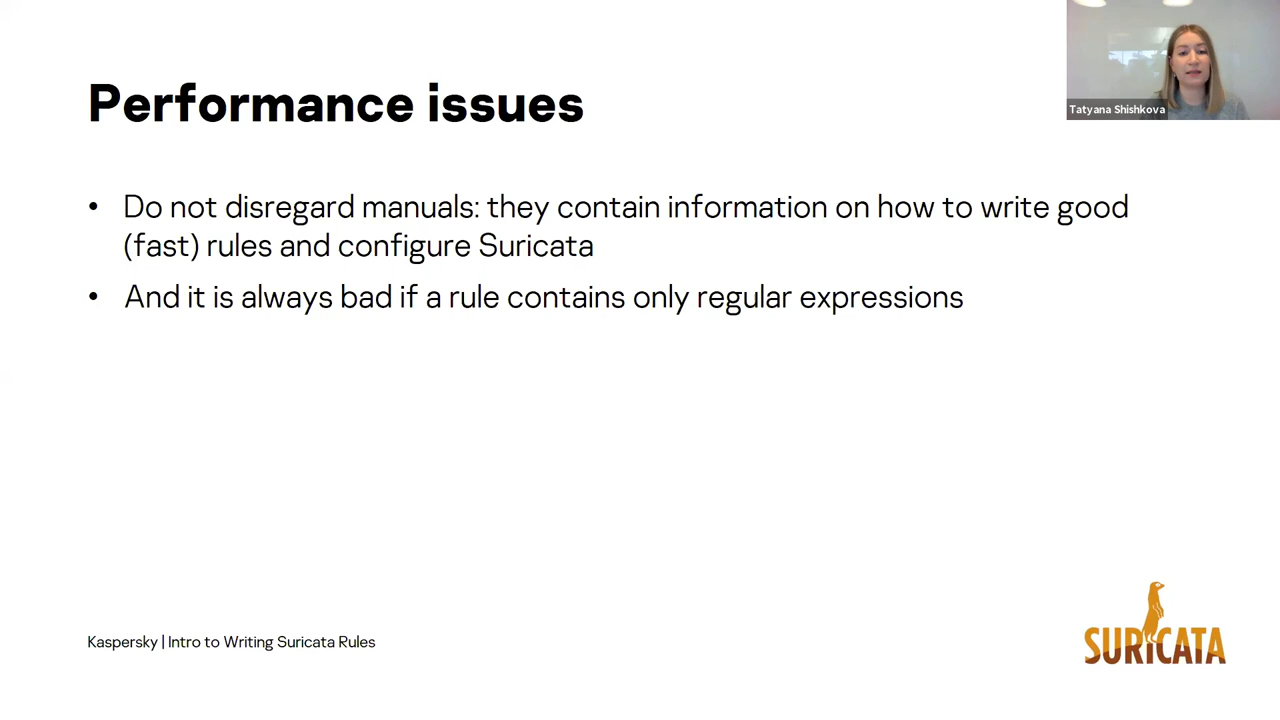 Performance issues
Tatyana Shishkova
• Do not disregard manuals: they contain information on how to write good
(fast) rules and configure Suricata
• And it is always bad if a rule contains only regular expressions
Kaspersky | Intro to Writing Suricata Rules
SURICATA